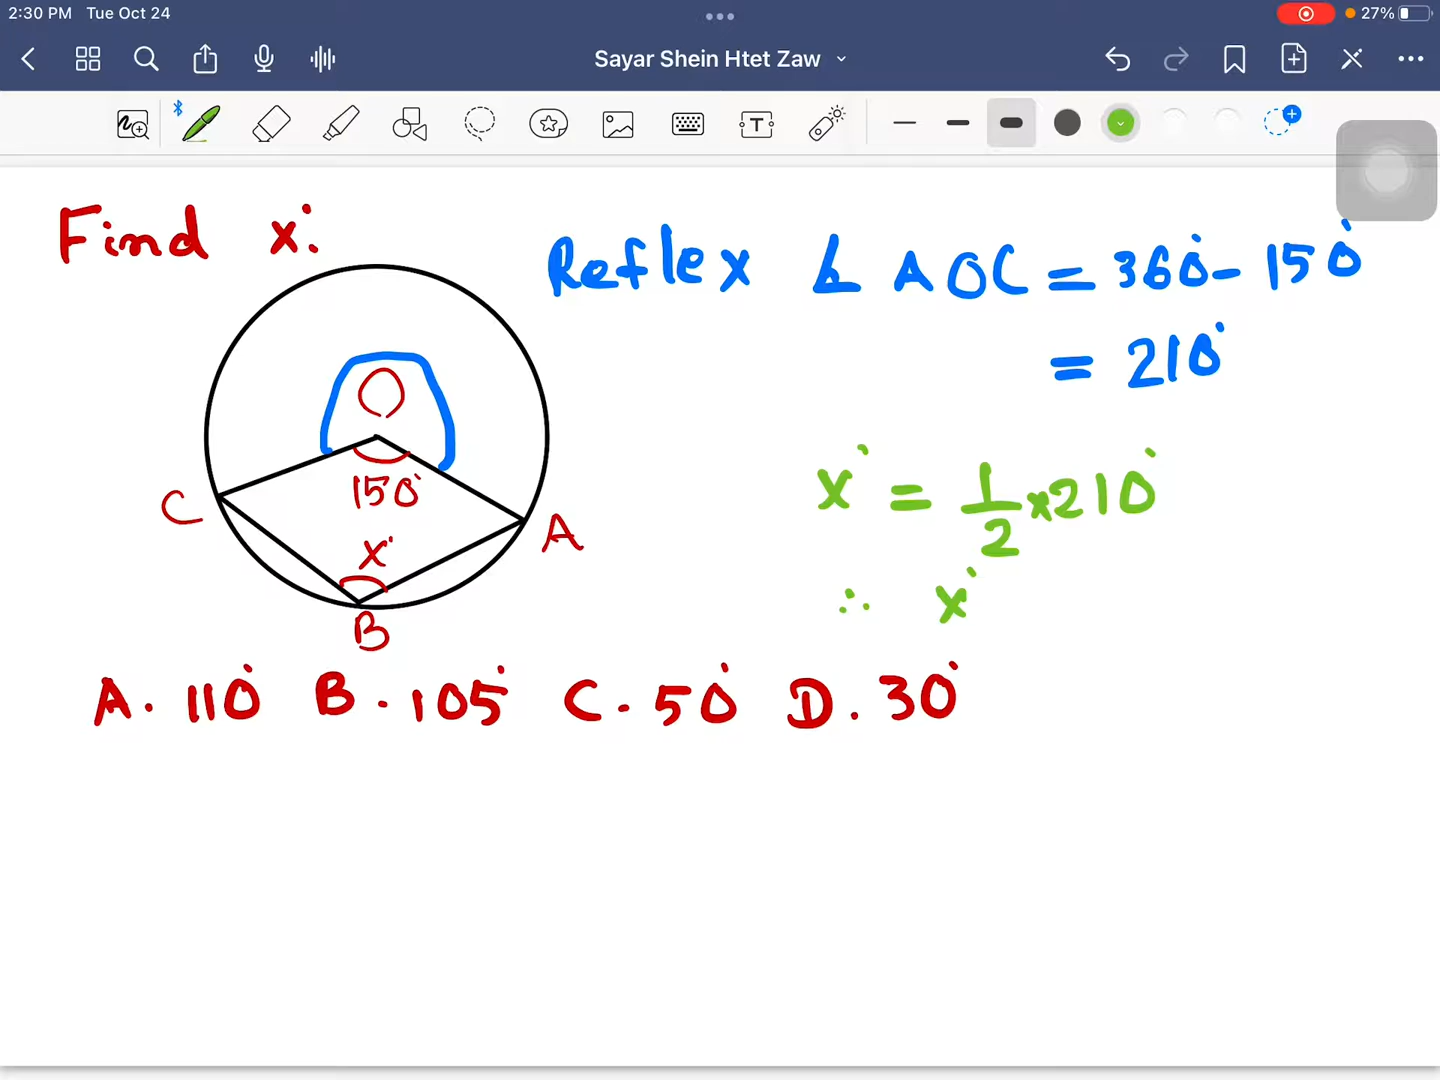 2:30 PM Tue Oct 24
27%
Sayar Shein Htet Zaw
T
Find x°.
Reflex ∠ AOC = 360° - 150°
= 210°
O
150°
C
A
x°
B
x° = 1/2 × 210°
∴ x°
A. 110° B. 105° C. 50° D. 30°